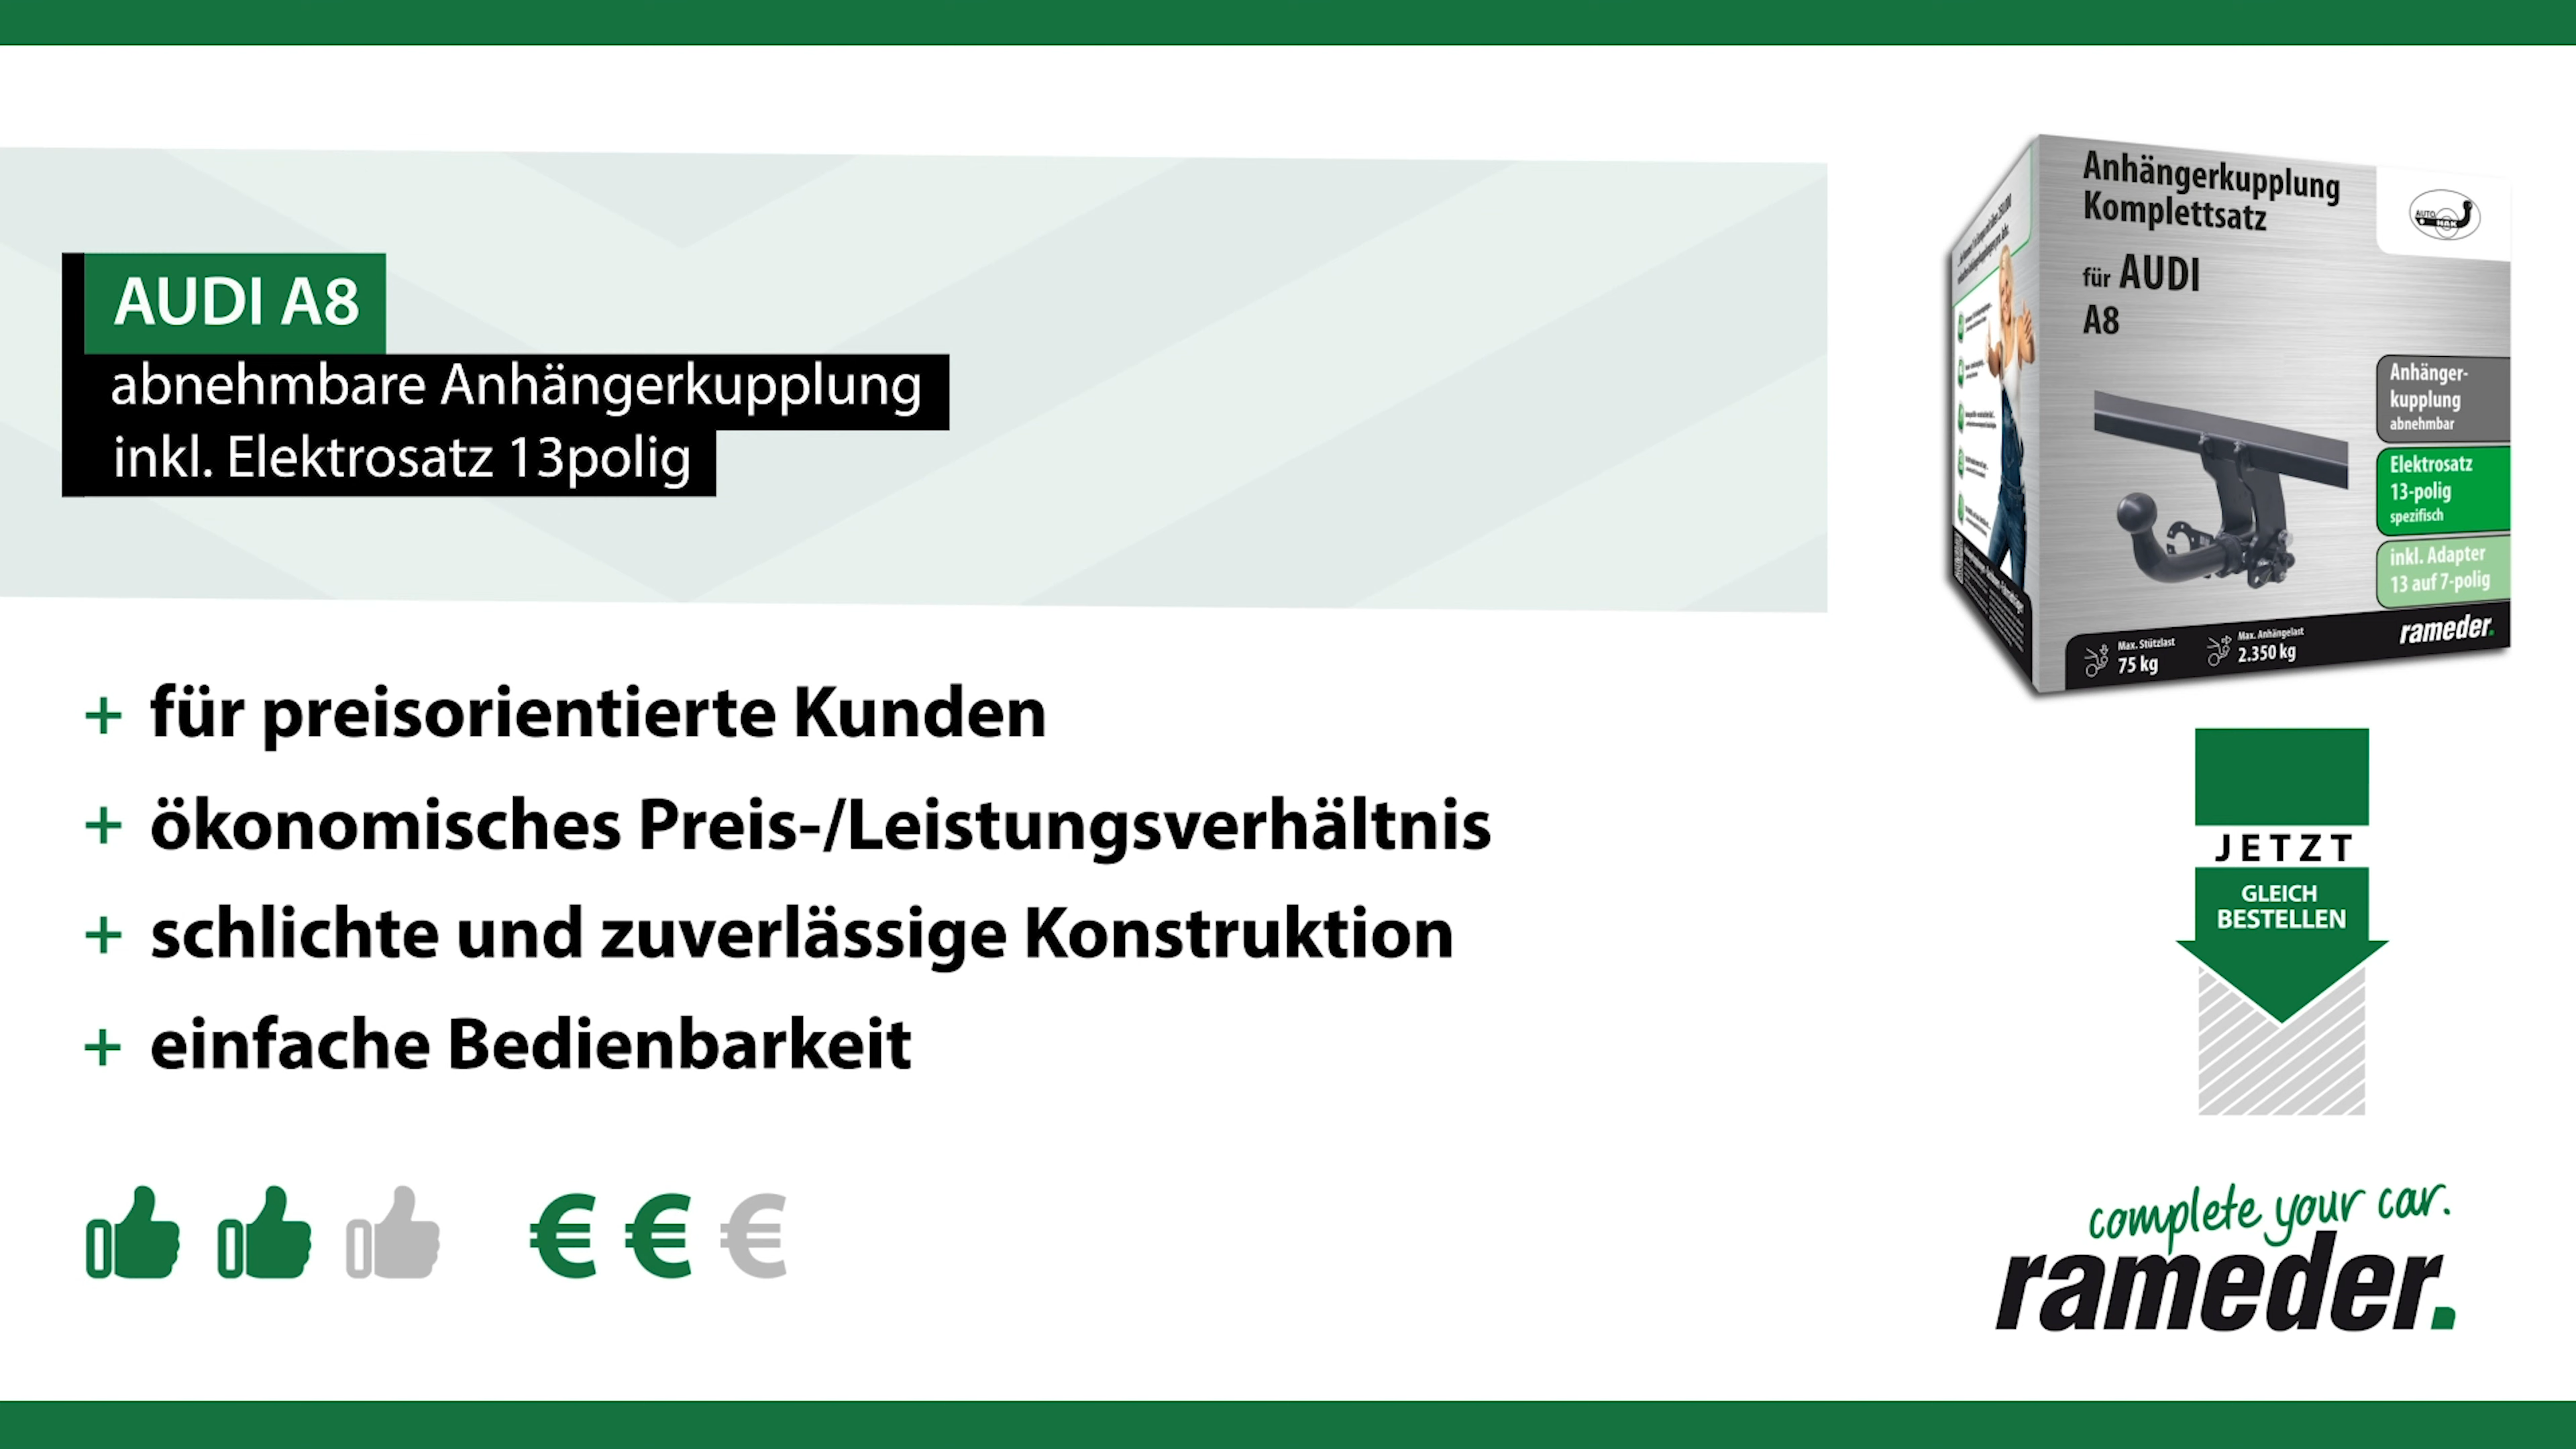 AUDI A8
abnehmbare Anhängerkupplung
inkl. Elektrosatz 13polig
+ für preisorientierte Kunden
+ ökonomisches Preis-/Leistungsverhältnis
+ schlichte und zuverlässige Konstruktion
+ einfache Bedienbarkeit
€ € €
Anhängerkupplung
Komplettsatz
für AUDI
A8
AUTO
HAK
Anhänger-
kupplung
abnehmbar
Elektrosatz
13-polig
spezifisch
inkl. Adapter
13 auf 7-polig
Max. Stützlast
75 kg
Max. Anhängelast
2.350 kg
rameder.
JETZT
GLEICH
BESTELLEN
complete your car.
rameder.